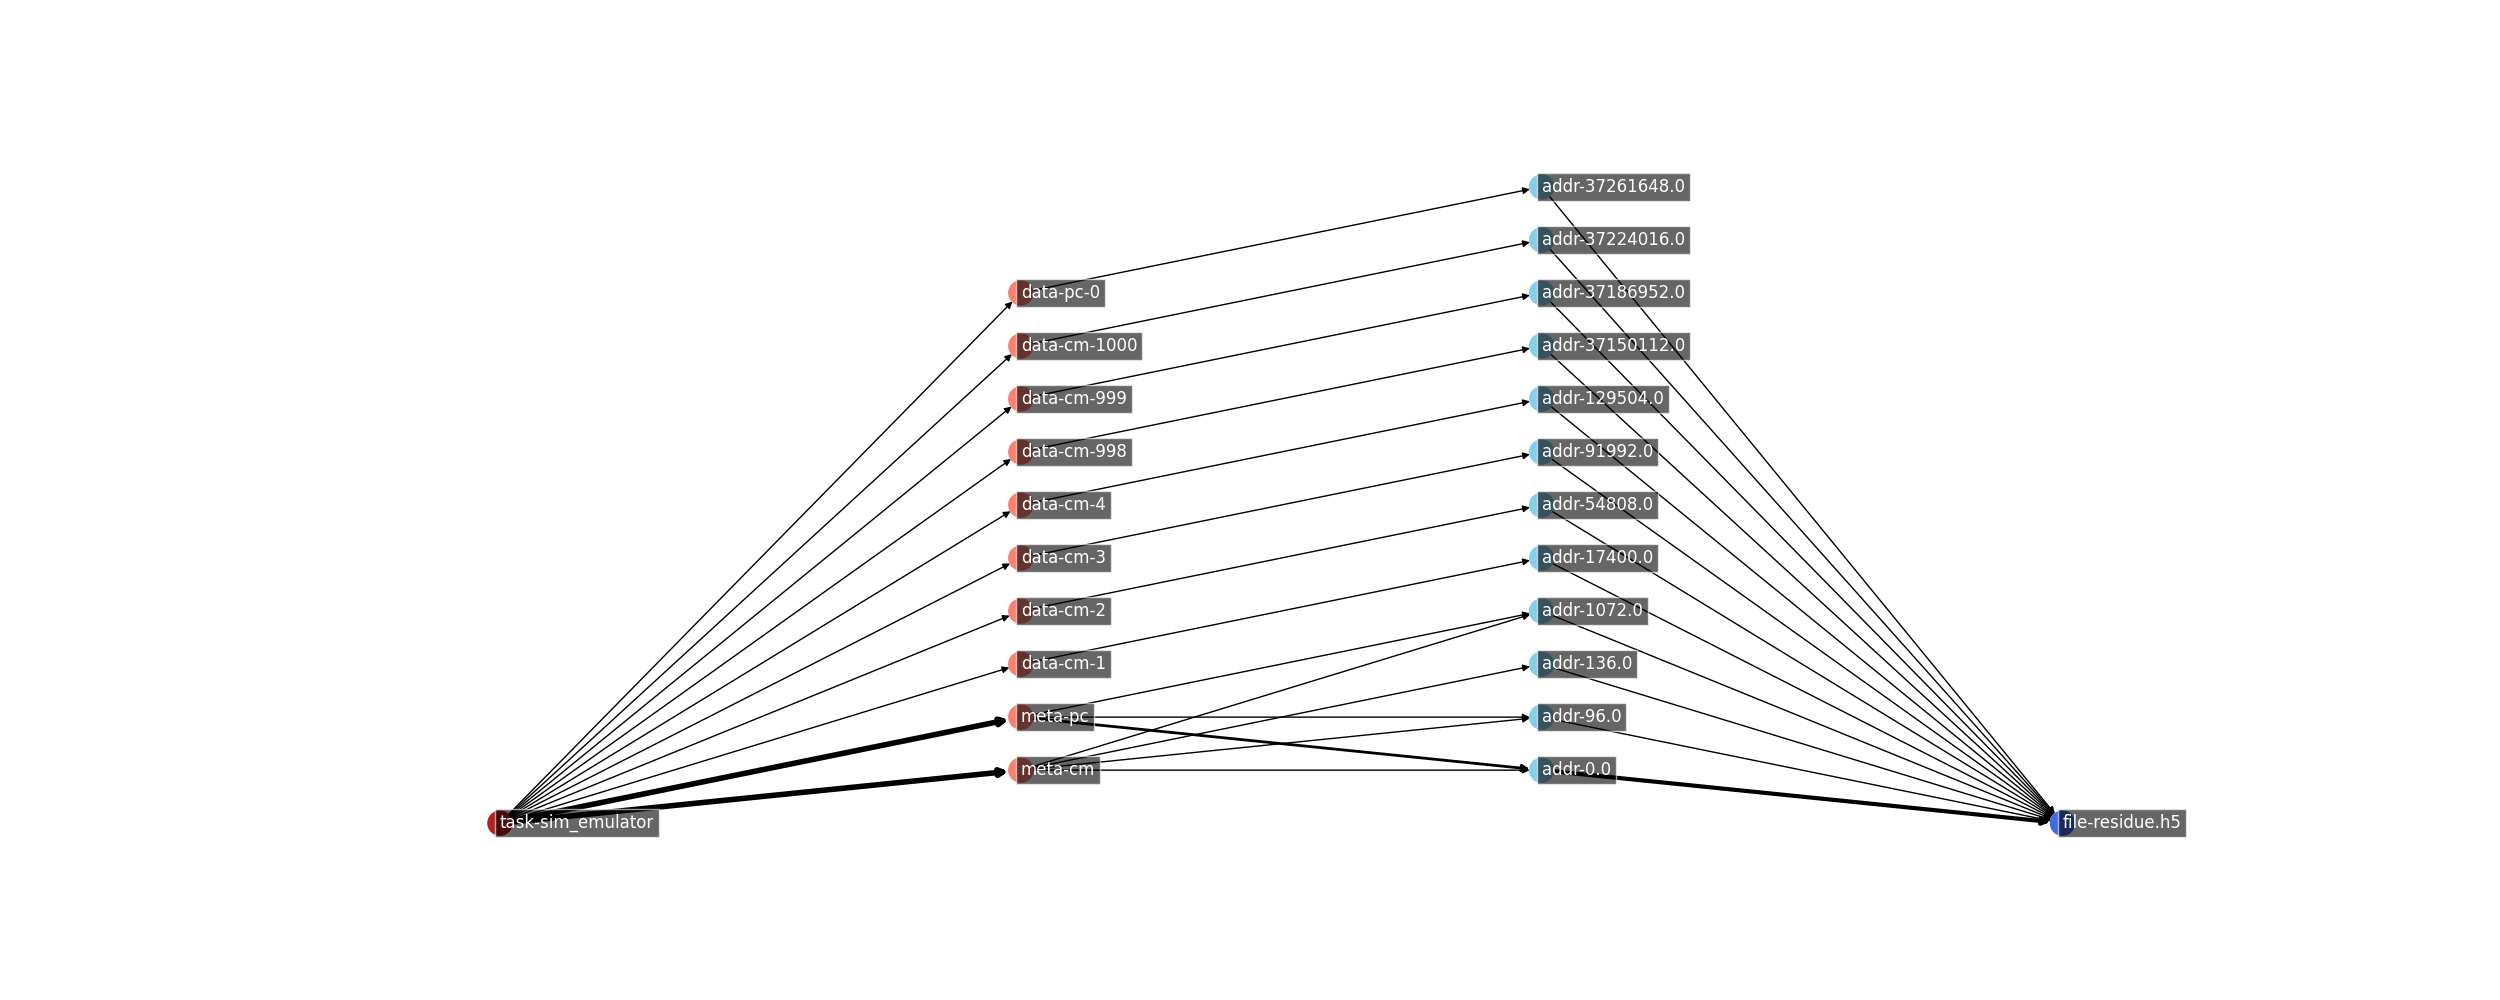 addr-37261648.0
addr-37224016.0
data-pc-0
addr-37186952.0
data-cm-1000
addr-37150112.0
data-cm-999
addr-129504.0
data-cm-998
addr-91992.0
data-cm-4
addr-54808.0
data-cm-3
addr-17400.0
data-cm-2
addr-1072.0
data-cm-1
addr-136.0
meta-pc
addr-96.0
meta-cm
addr-0.0
task-sim_emulator
file-residue.h5